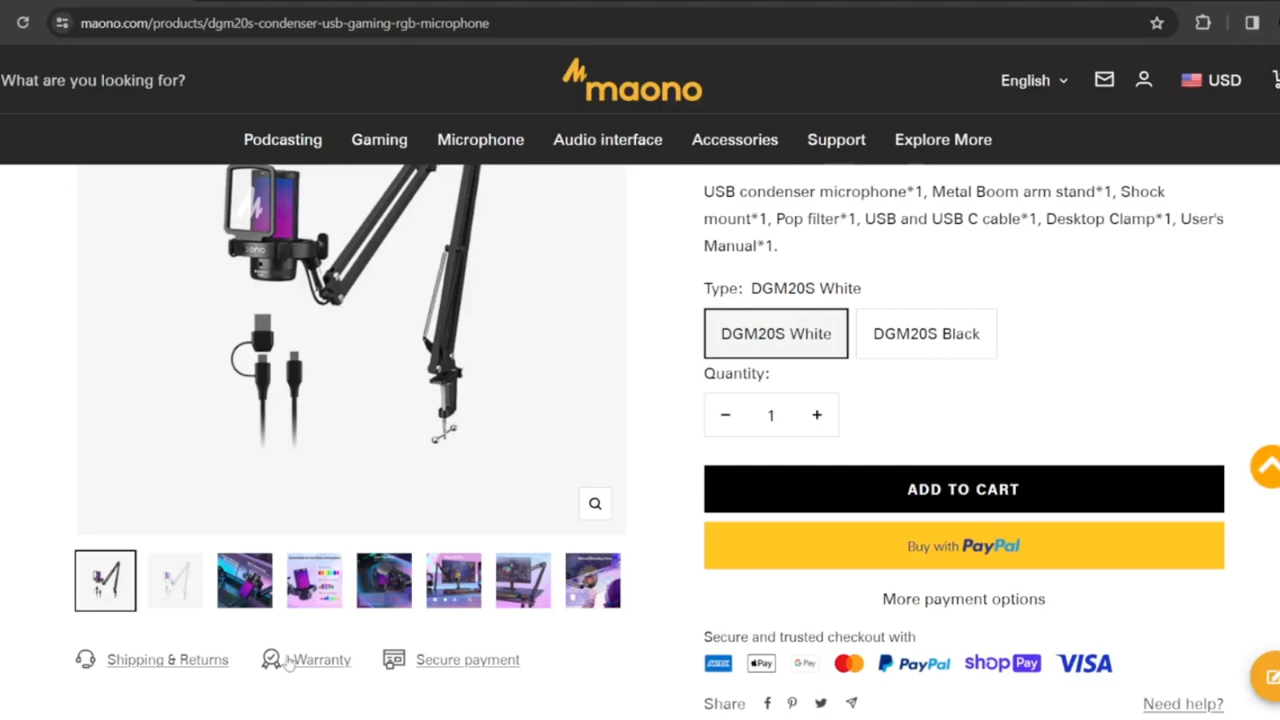 maono.com/products/dgm20s-condenser-usb-gaming-rgb-microphone
What are you looking for?
maono
English
USD
Podcasting
Gaming
Microphone
Audio interface
Accessories
Support
Explore More
USB condenser microphone*1, Metal Boom arm stand*1, Shock
mount*1, Pop filter*1, USB and USB C cable*1, Desktop Clamp*1, User's
Manual*1.
Type: DGM20S White
DGM20S White
DGM20S Black
Quantity:
- 1 +
ADD TO CART
Buy with PayPal
More payment options
Shipping & Returns
Warranty
Secure payment
Secure and trusted checkout with
Apple Pay
G Pay
PayPal
shop Pay
VISA
Share
Need help?